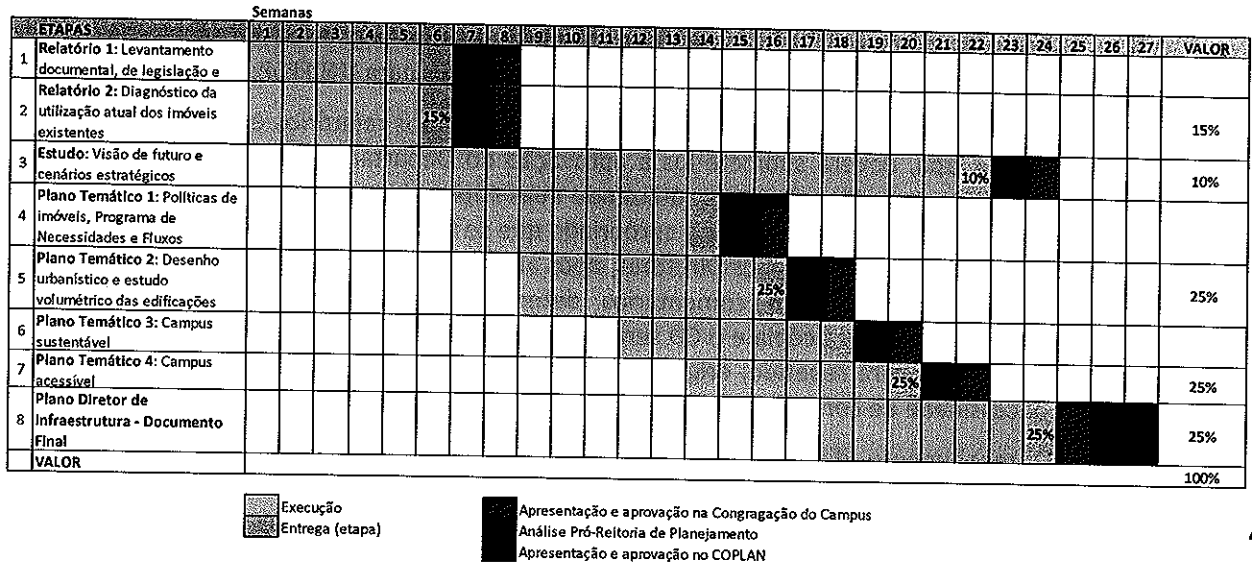 Semanas
ETAPAS 1 2 3 4 5 6 7 8 9 10 11 12 13 14 15 16 17 18 19 20 21 22 23 24 25 26 27 VALOR
1 Relatório 1: Levantamento
documental, de legislação e
2 Relatório 2: Diagnóstico da
utilização atual dos imóveis 15% 15%
existentes
3 Estudo: Visão de futuro e
cenários estratégicos 10% 10%
4 Plano Temático 1: Políticas de
imóveis, Programa de
Necessidades e Fluxos
5 Plano Temático 2: Desenho
urbanístico e estudo 25% 25%
volumétrico das edificações
6 Plano Temático 3: Campus
sustentável
7 Plano Temático 4: Campus
acessível 25% 25%
8 Plano Diretor de
Infraestrutura - Documento 25% 25%
Final
VALOR 100%
Execução
Entrega (etapa)
Apresentação e aprovação na Congragação do Campus
Análise Pró-Reitoria de Planejamento
Apresentação e aprovação no COPLAN